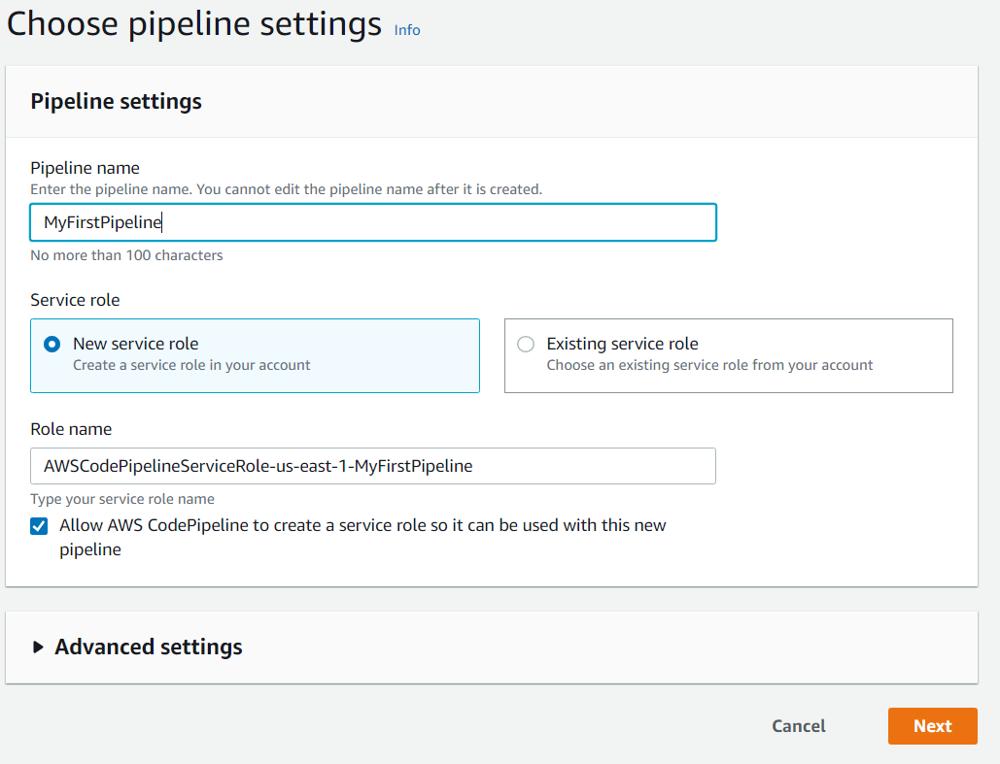 Choose pipeline settings Info
Pipeline settings
Pipeline name
Enter the pipeline name. You cannot edit the pipeline name after it is created.
MyFirstPipeline
No more than 100 characters
Service role
New service role
Create a service role in your account
Existing service role
Choose an existing service role from your account
Role name
AWSCodePipelineServiceRole-us-east-1-MyFirstPipeline
Type your service role name
Allow AWS CodePipeline to create a service role so it can be used with this new
pipeline
Advanced settings
Cancel
Next